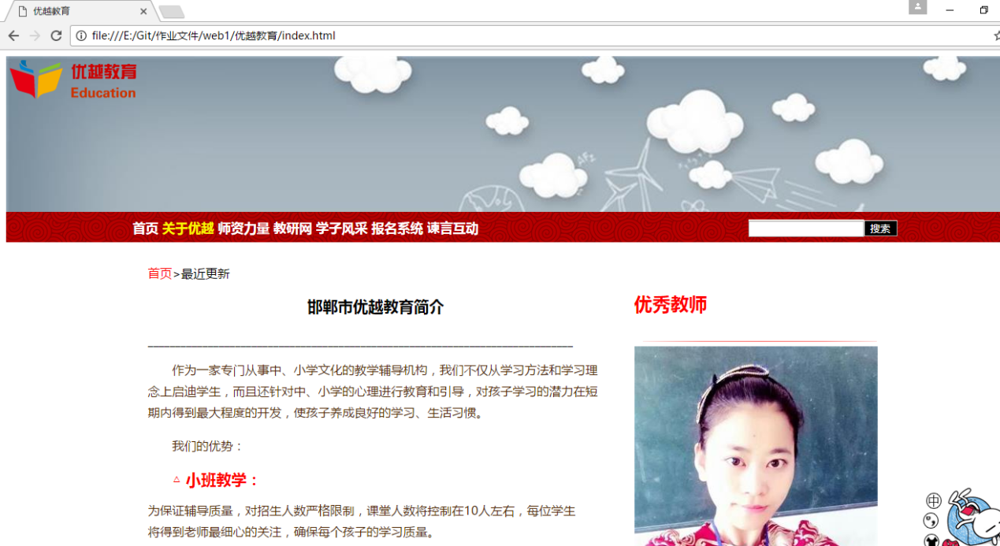 优越教育
file:///E:/Git/作业文件/web1/优越教育/index.html
优越教育
Education
首页 关于优越 师资力量 教研网 学子风采 报名系统 谏言互动
搜索
首页>最近更新
邯郸市优越教育简介
作为一家专门从事中、小学文化的教学辅导机构，我们不仅从学习方法和学习理
念上启迪学生，而且还针对中、小学的心理进行教育和引导，对孩子学习的潜力在短
期内得到最大程度的开发，使孩子养成良好的学习、生活习惯。
我们的优势：
△ 小班教学：
为保证辅导质量，对招生人数严格限制，课堂人数将控制在10人左右，每位学生
将得到老师最细心的关注，确保每个孩子的学习质量。
优秀教师
中